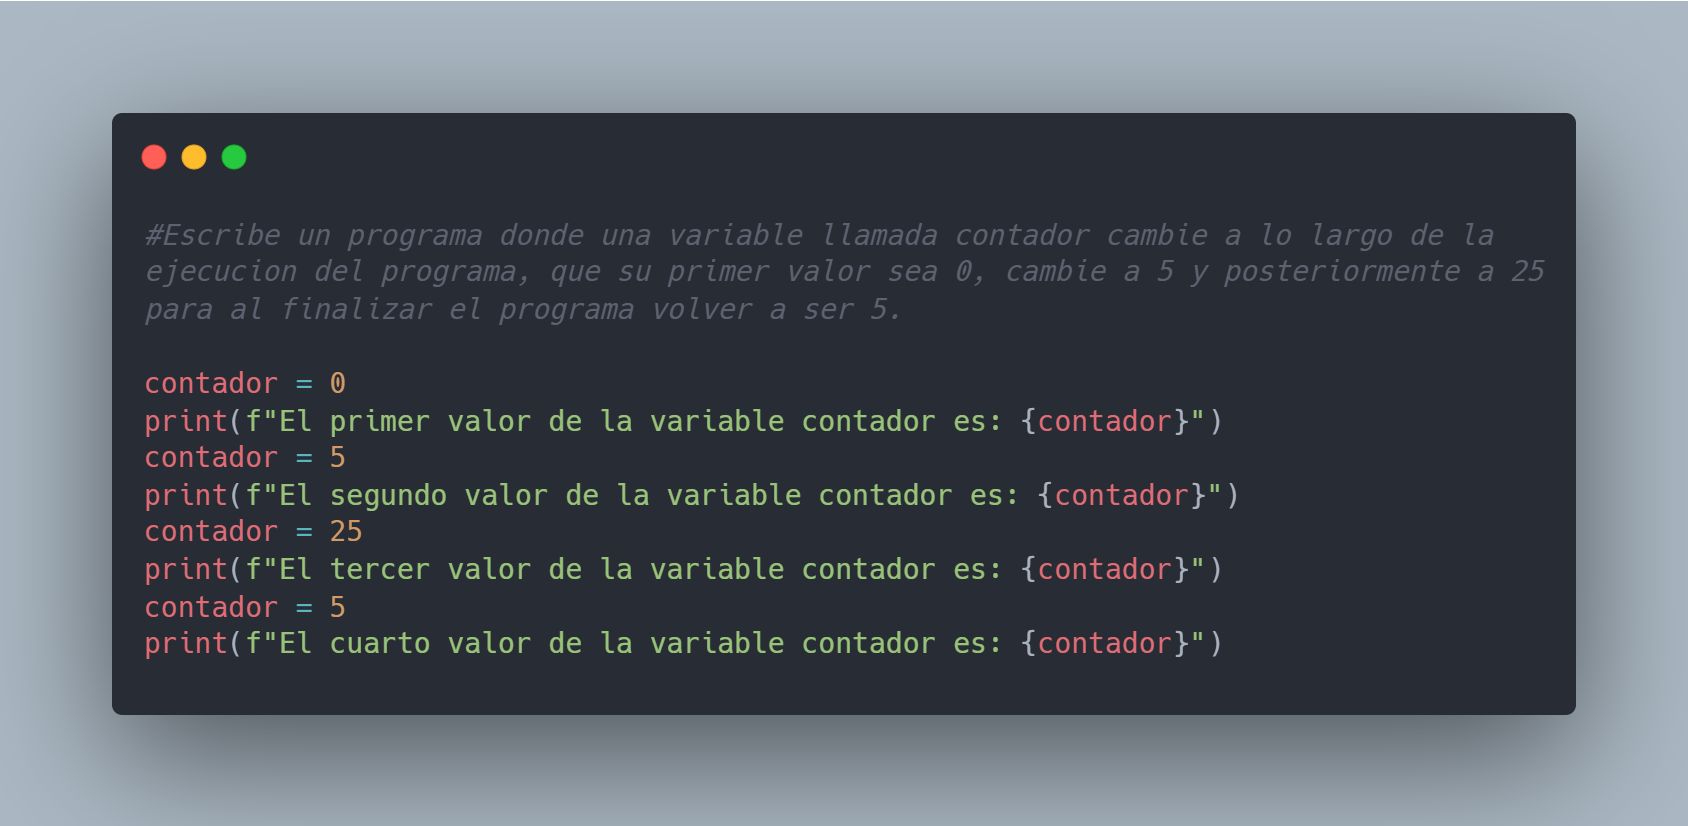 #Escribe un programa donde una variable llamada contador cambie a lo largo de la
ejecucion del programa, que su primer valor sea 0, cambie a 5 y posteriormente a 25
para al finalizar el programa volver a ser 5.
contador = 0
print(f"El primer valor de la variable contador es: {contador}")
contador = 5
print(f"El segundo valor de la variable contador es: {contador}")
contador = 25
print(f"El tercer valor de la variable contador es: {contador}")
contador = 5
print(f"El cuarto valor de la variable contador es: {contador}")